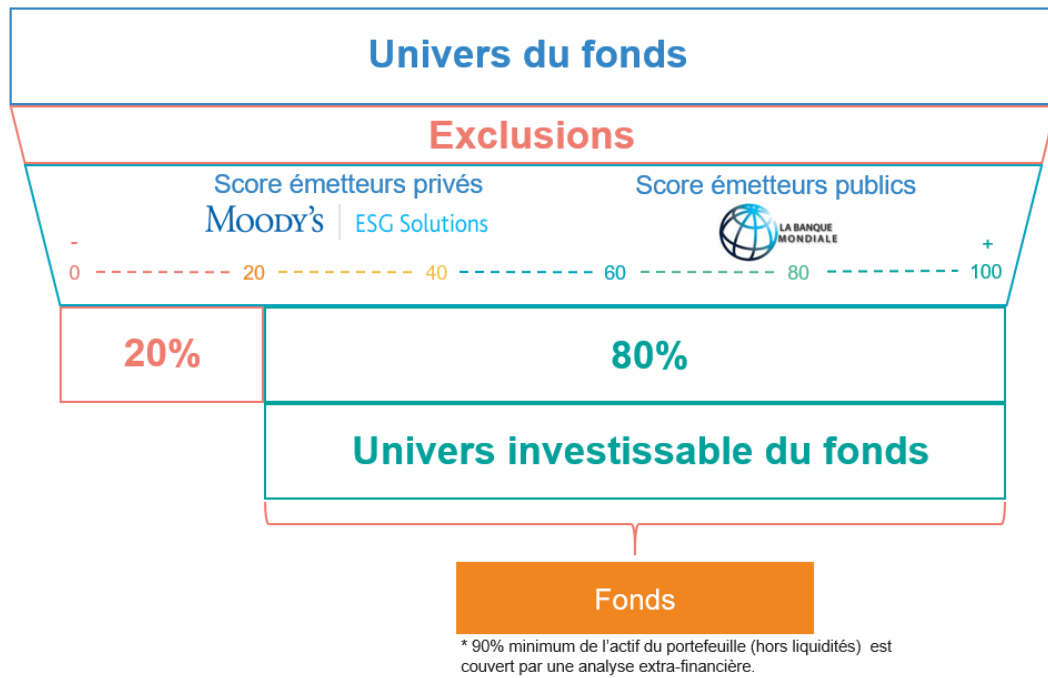 Univers du fonds
Exclusions
Score émetteurs privés
Score émetteurs publics
MOODY'S | ESG Solutions
LA BANQUE
MONDIALE
- +
0 20 40 60 80 100
20% 80%
Univers investissable du fonds
Fonds
* 90% minimum de l'actif du portefeuille (hors liquidités) est
couvert par une analyse extra-financière.